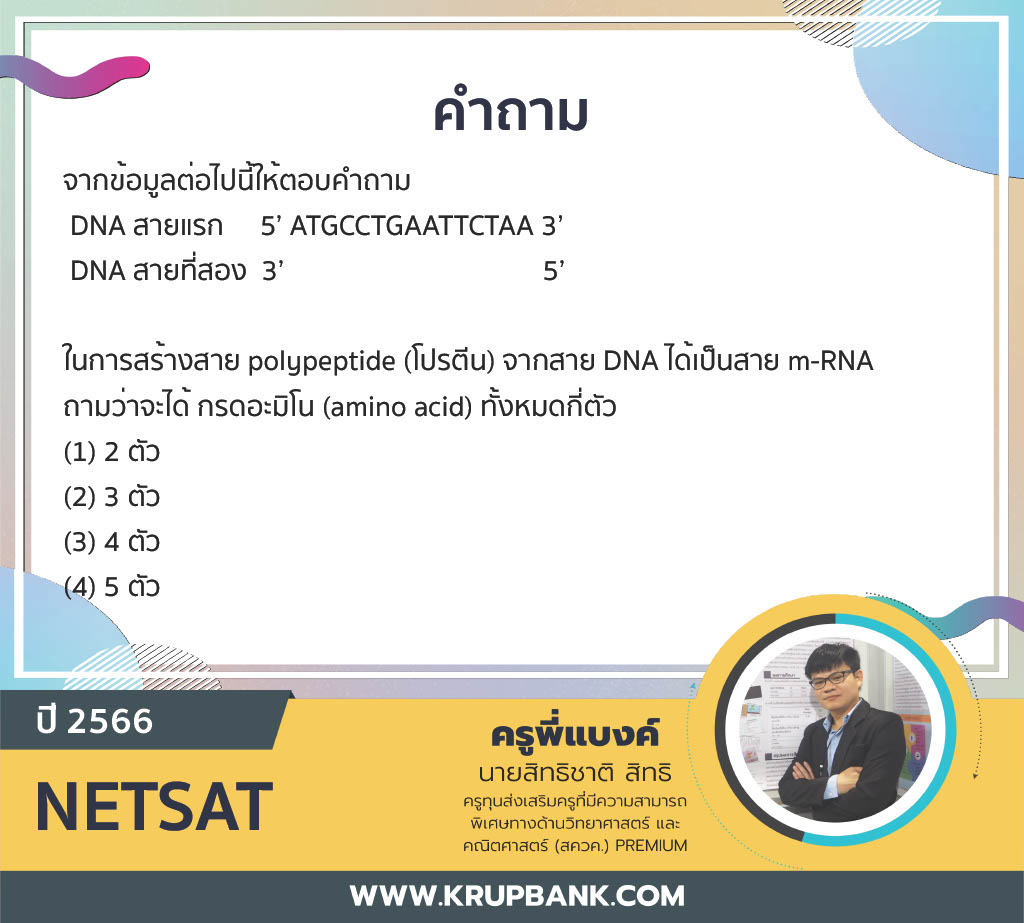 คำถาม
จากข้อมูลต่อไปนี้ให้ตอบคำถาม
DNA สายแรก 5’ ATGCCTGAATTCTAA 3’
DNA สายที่สอง 3’ 5’
ในการสร้างสาย polypeptide (โปรตีน) จากสาย DNA ได้เป็นสาย m-RNA
ถามว่าจะได้ กรดอะมิโน (amino acid) ทั้งหมดกี่ตัว
(1) 2 ตัว
(2) 3 ตัว
(3) 4 ตัว
(4) 5 ตัว
ปี 2566
NETSAT
ครูพี่แบงค์
นายสิทธิชาติ สิทธิ
ครูทุนส่งเสริมครูที่มีความสามารถ
พิเศษทางด้านวิทยาศาสตร์ และ
คณิตศาสตร์ (สควค.) PREMIUM
WWW.KRUPBANK.COM